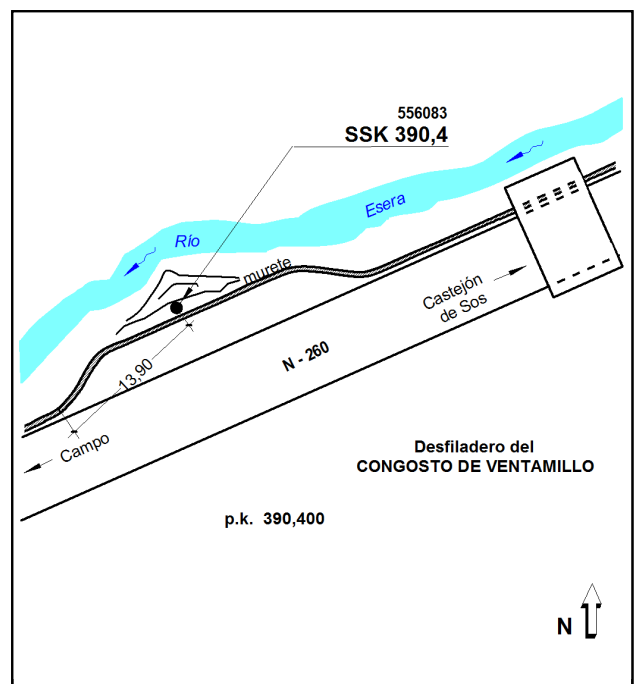 556083
SSK 390,4
Esera
Río
murete
Castejón
de Sos
13,90
N - 260
Campo
Desfiladero del
CONGOSTO DE VENTAMILLO
p.k. 390,400
N